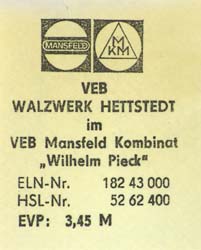 MANSFELD MKM
VEB
WALZWERK HETTSTEDT
im
VEB Mansfeld Kombinat
„Wilhelm Pieck“
ELN-Nr. 182 43 000
HSL-Nr. 52 62 400
EVP: 3,45 M